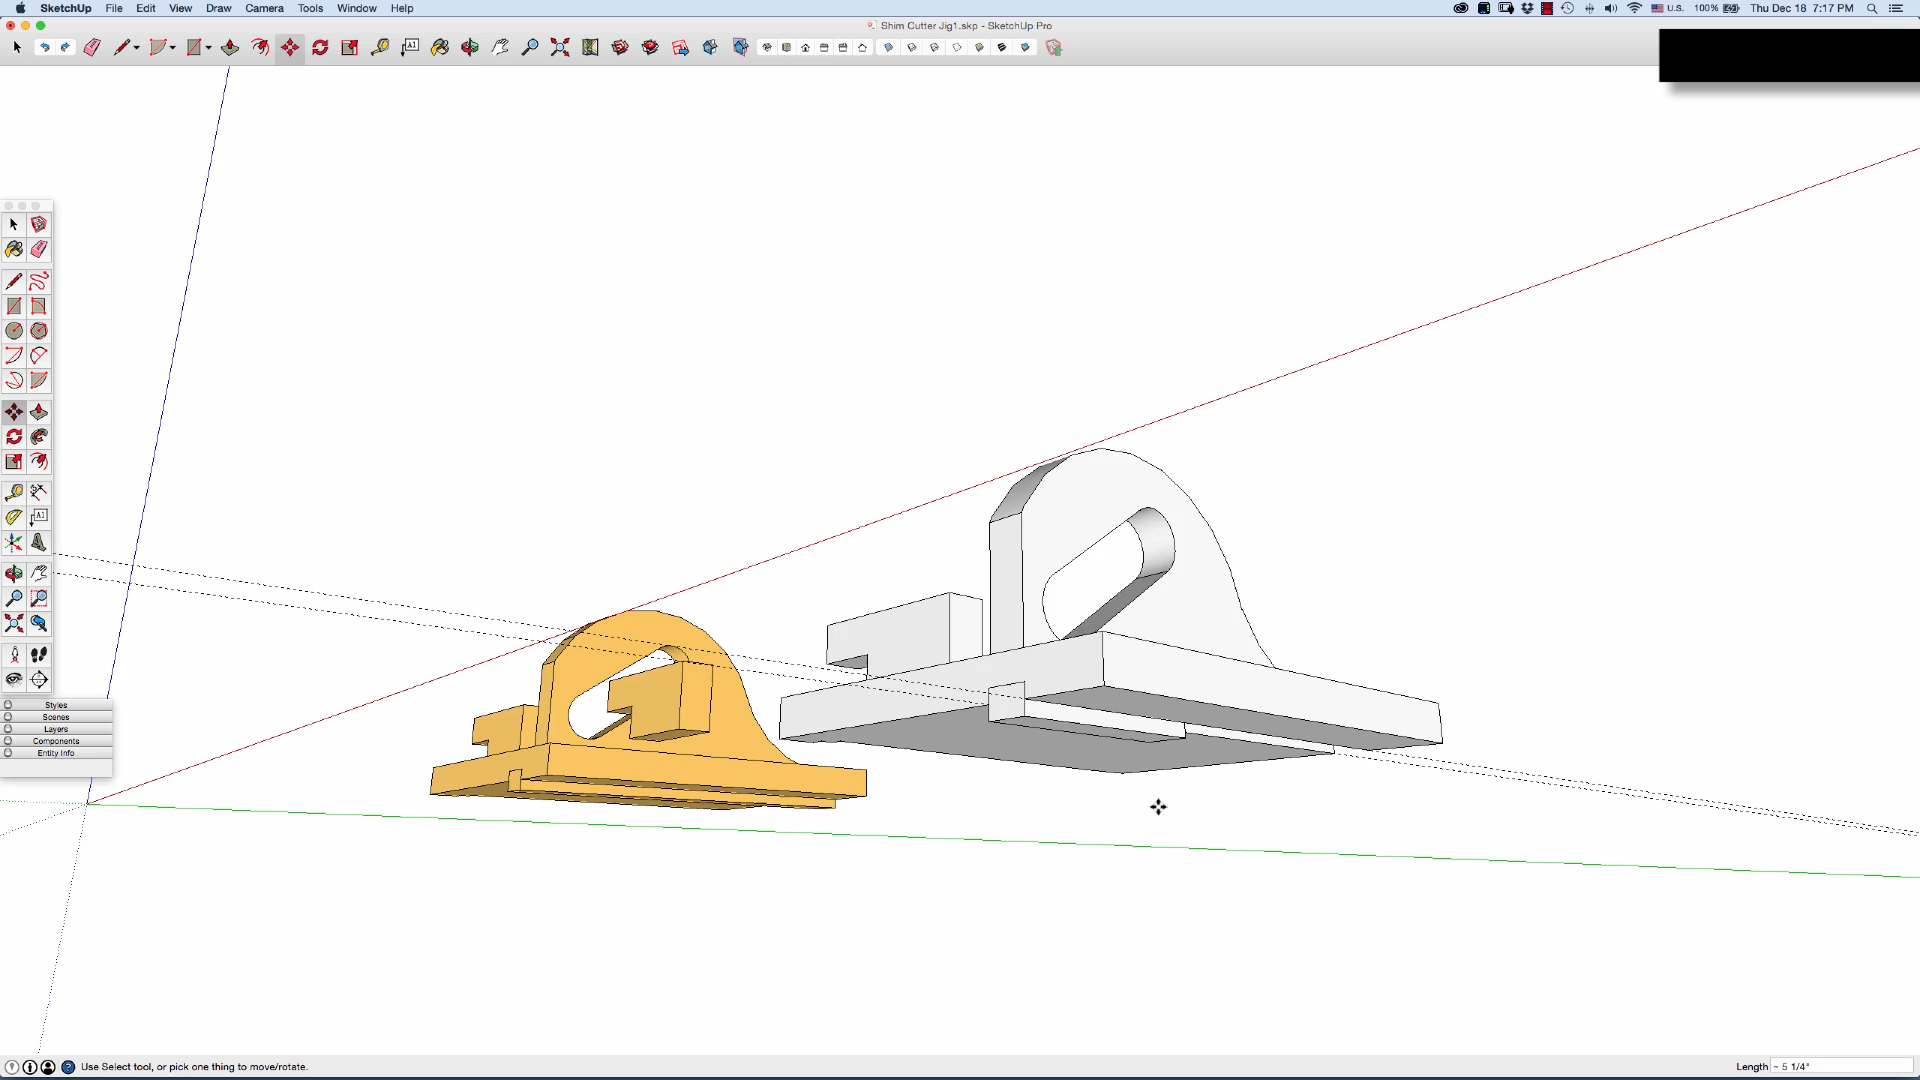 SketchUp File Edit View Draw Camera Tools Window Help
U.S. 100% Thu Dec 18 7:17 PM
Shim Cutter Jig1.skp - SketchUp Pro
A1
A1
Styles
Scenes
Layers
Components
Entity Info
Use Select tool, or pick one thing to move/rotate.
Length ~ 5 1/4"